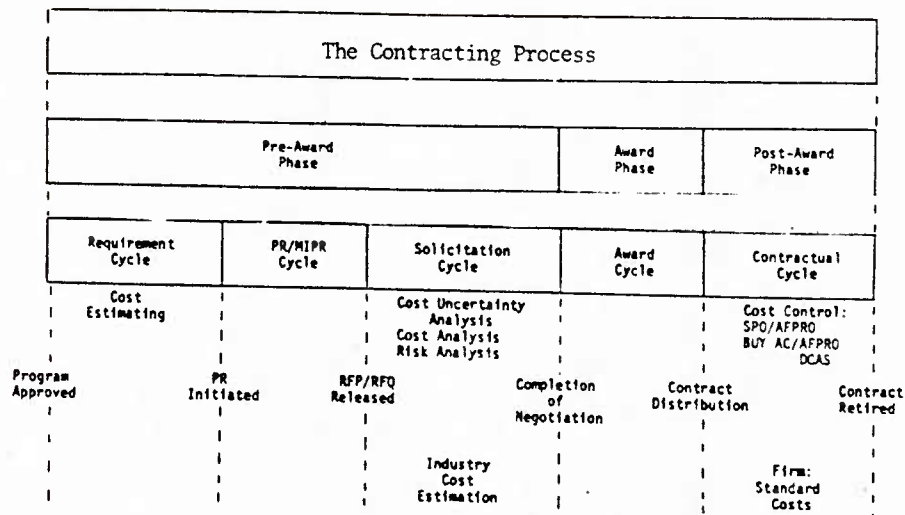 The Contracting Process
Pre-Award
Phase
Award
Phase
Post-Award
Phase
Requirement
Cycle
PR/MIPR
Cycle
Solicitation
Cycle
Award
Cycle
Contractual
Cycle
Cost
Estimating
Cost Uncertainty
Analysis
Cost Analysis
Risk Analysis
Cost Control:
SPO/AFPRO
BUY AC/AFPRO
DCAS
Program
Approved
PR
Initiated
RFP/RFQ
Released
Completion
of
Negotiation
Contract
Distribution
Contract
Retired
Industry
Cost
Estimation
Firm:
Standard
Costs